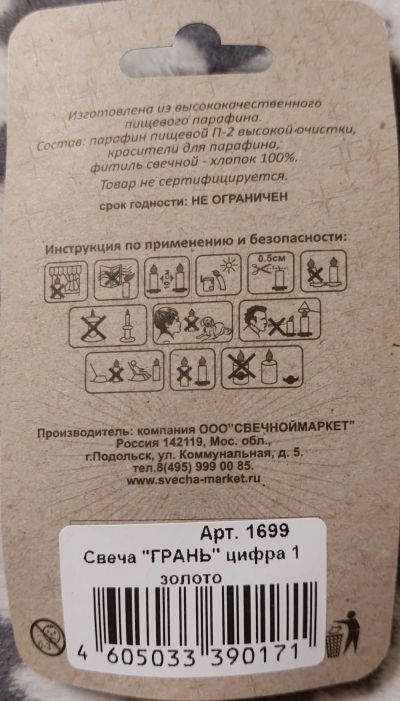 Изготовлена из высококачественного
пищевого парафина.
Состав: парафин пищевой П-2 высокой очистки,
красители для парафина,
фитиль свечной - хлопок 100%.
Товар не сертифицируется.
срок годности: НЕ ОГРАНИЧЕН
Инструкция по применению и безопасности:
0.5см
Производитель: компания ООО"СВЕЧНОЙМАРКЕТ"
Россия 142119, Мос. обл.,
г.Подольск, ул. Коммунальная, д. 5.
тел.8(495) 999 00 85.
www.svecha-market.ru
Арт. 1699
Свеча "ГРАНЬ" цифра 1
золото
4 605033 390171
0-3